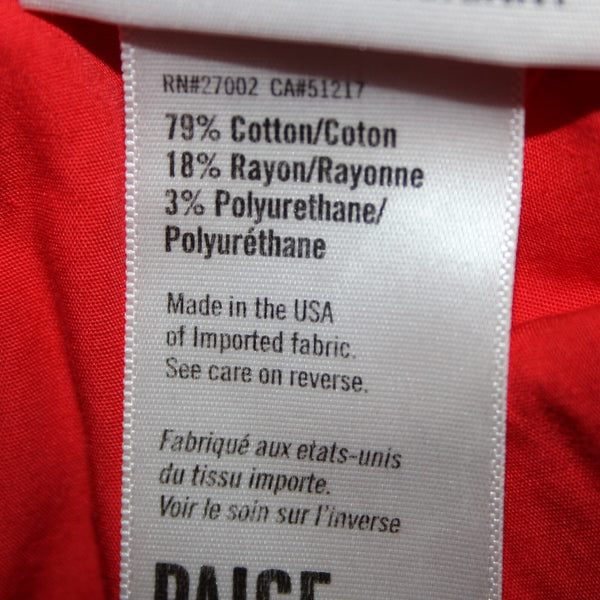 RN#27002 CA#51217
79% Cotton/Coton
18% Rayon/Rayonne
3% Polyurethane/
Polyuréthane
Made in the USA
of Imported fabric.
See care on reverse.
Fabriqué aux etats-unis
du tissu importe.
Voir le soin sur l'inverse
PAIGE